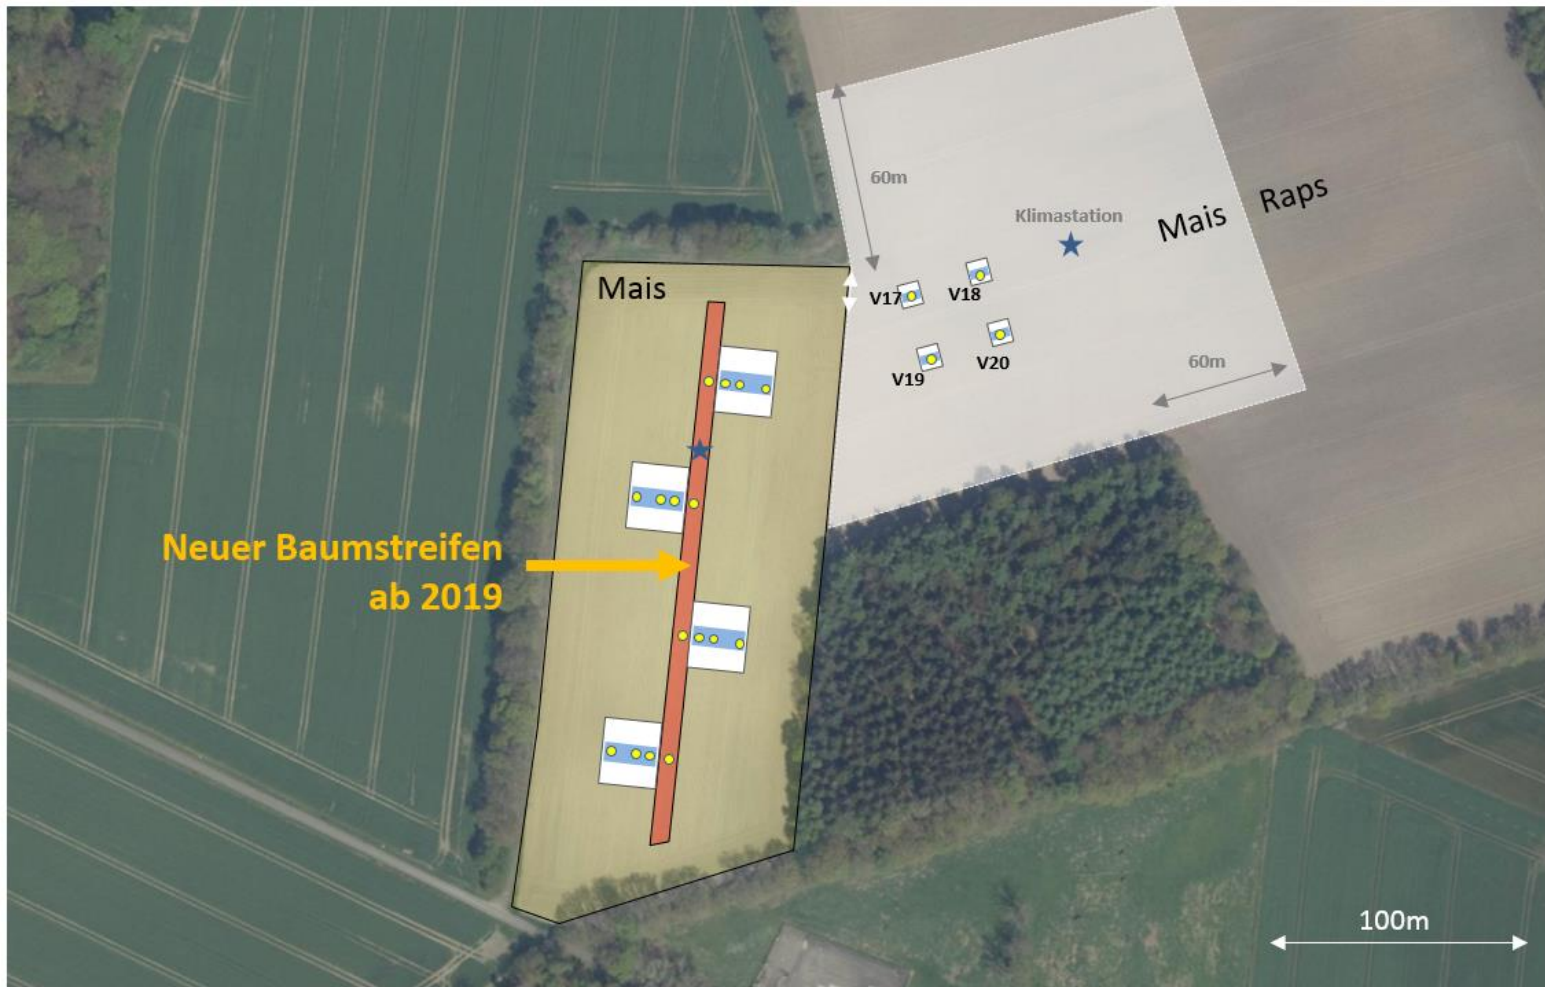 60m
Klimastation
Mais
Raps
Mais
V17
V18
V19
V20
60m
Neuer Baumstreifen
ab 2019
100m